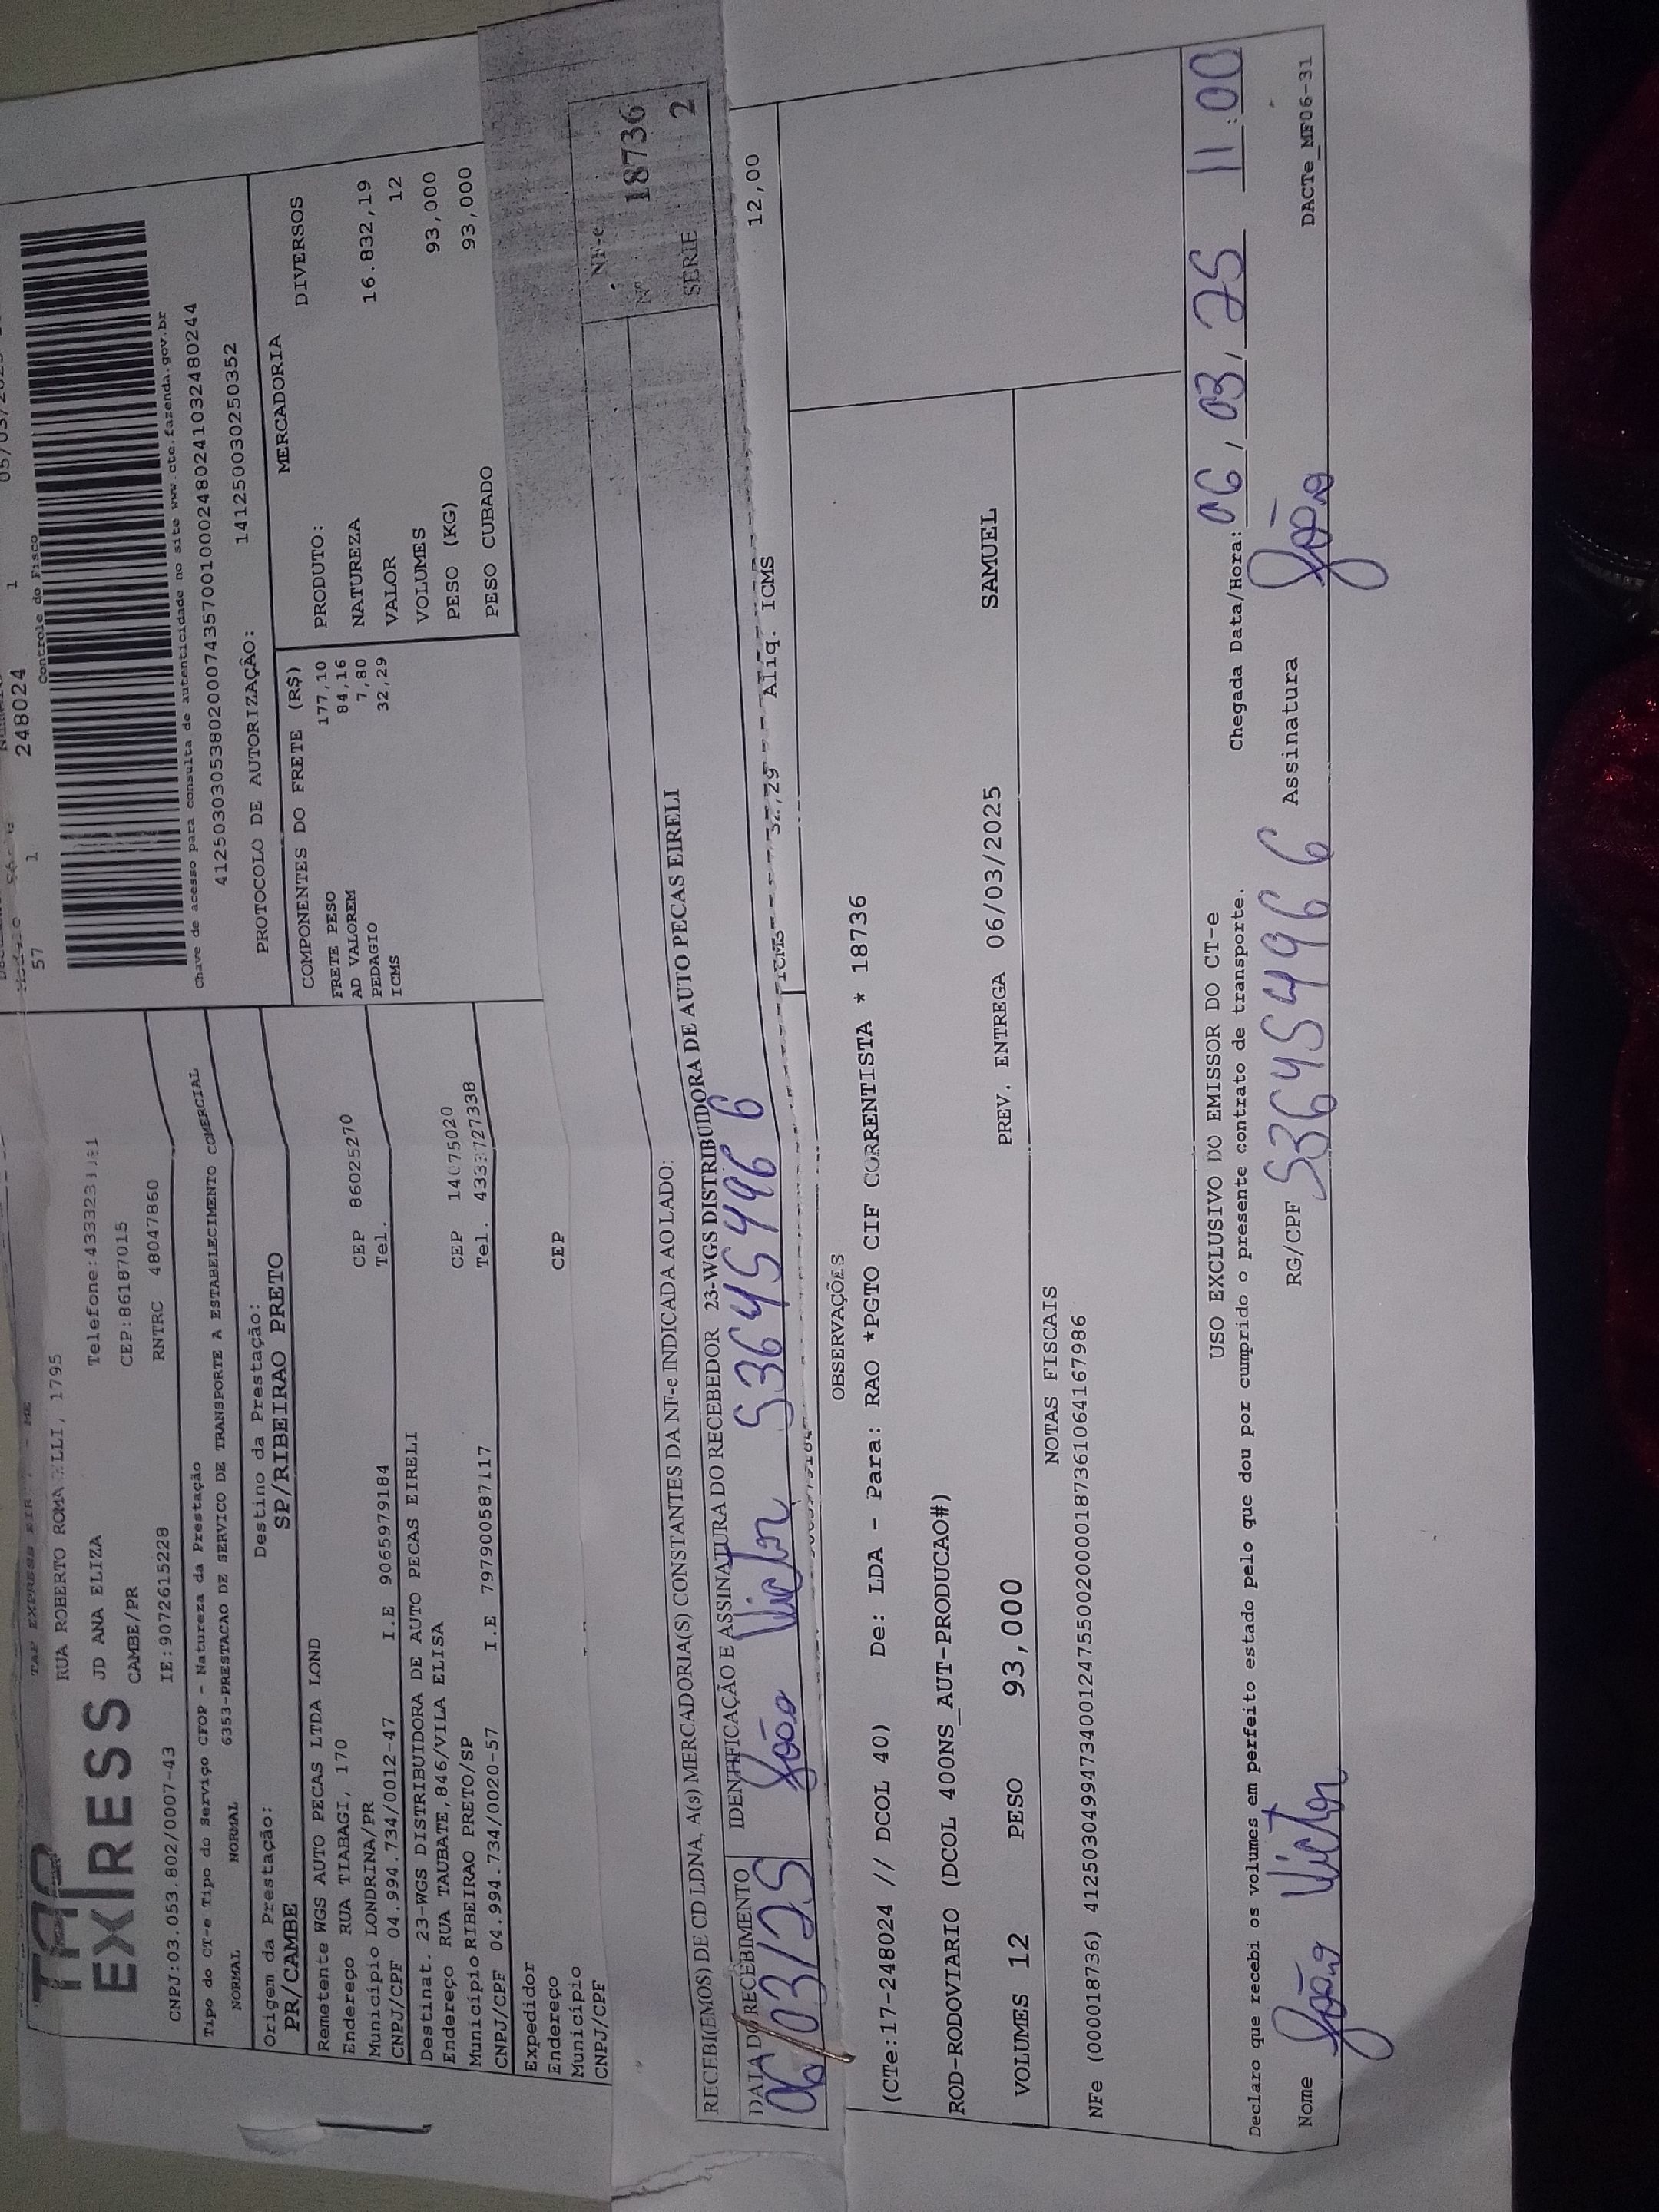 TAP EXPRESS EIR - ME
TAP
EXPRESS
RUA ROBERTO ROMA LLI, 1795
JD ANA ELIZA
CAMBE/PR
CEP:86187015
CNPJ:03.053.802/0007-43 IE:9072615228 RNTRC 48047860
57 1 248024 1
Controle do Fisco
Chave de acesso para consulta de autenticidade no site www.cte.fazenda.gov.br
41250303053802000743570010002480241032480244
PROTOCOLO DE AUTORIZAÇÃO: 141250030250352
Tipo do CT-e Tipo do Serviço CFOP - Natureza da Prestação
NORMAL NORMAL 6353-PRESTACAO DE SERVICO DE TRANSPORTE A ESTABELECIMENTO COMERCIAL
Origem da Prestação: Destino da Prestação:
PR/CAMBE SP/RIBEIRAO PRETO
Remetente WGS AUTO PECAS LTDA LOND
Endereço RUA TIABAGI, 170 CEP 86025270
Município LONDRINA/PR Tel.
CNPJ/CPF 04.994.734/0012-47 I.E 9065979184
Destinat. 23-WGS DISTRIBUIDORA DE AUTO PECAS EIRELI
Endereço RUA TAUBATE,846/VILA ELISA CEP 14075020
Município RIBEIRAO PRETO/SP Tel.
CNPJ/CPF 04.994.734/0020-57 I.E 797900587117
Expedidor
Endereço CEP
Município
CNPJ/CPF
COMPONENTES DO FRETE (R$)
FRETE PESO 177,10
AD VALOREM 84,16
PEDAGIO 7,80
ICMS 32,29
MERCADORIA
PRODUTO: DIVERSOS
NATUREZA
VALOR 16.832,19
VOLUMES 12
PESO (KG) 93,000
PESO CUBADO 93,000
RECEBI(EMOS) DE CD LDNA, A(s) MERCADORIA(S) CONSTANTES DA NF-e INDICADA AO LADO:
NF-e
Nº 18736
SÉRIE 2
DATA DO RECEBIMENTO IDENTIFICAÇÃO E ASSINATURA DO RECEBEDOR 23-WGS DISTRIBUIDORA DE AUTO PECAS EIRELI
06/03/25 João Victor 536454966
ICMS 32,29 Aliq. ICMS 12,00
OBSERVAÇÕES
(CTe:17-248024 // DCOL 40) De: LDA - Para: RAO *PGTO CIF CORRENTISTA * 18736
ROD-RODOVIARIO (DCOL 400NS_AUT-PRODUCAO#)
VOLUMES 12 PESO 93,000 PREV. ENTREGA 06/03/2025 SAMUEL
NOTAS FISCAIS
NFe (000018736) 41250304994734001247550020000187361064167986
USO EXCLUSIVO DO EMISSOR DO CT-e
Declaro que recebi os volumes em perfeito estado pelo que dou por cumprido o presente contrato de transporte. Chegada Data/Hora: 06/03/25 11:00
Nome João Victor RG/CPF 536454966 Assinatura João
DACTe_MF06-31